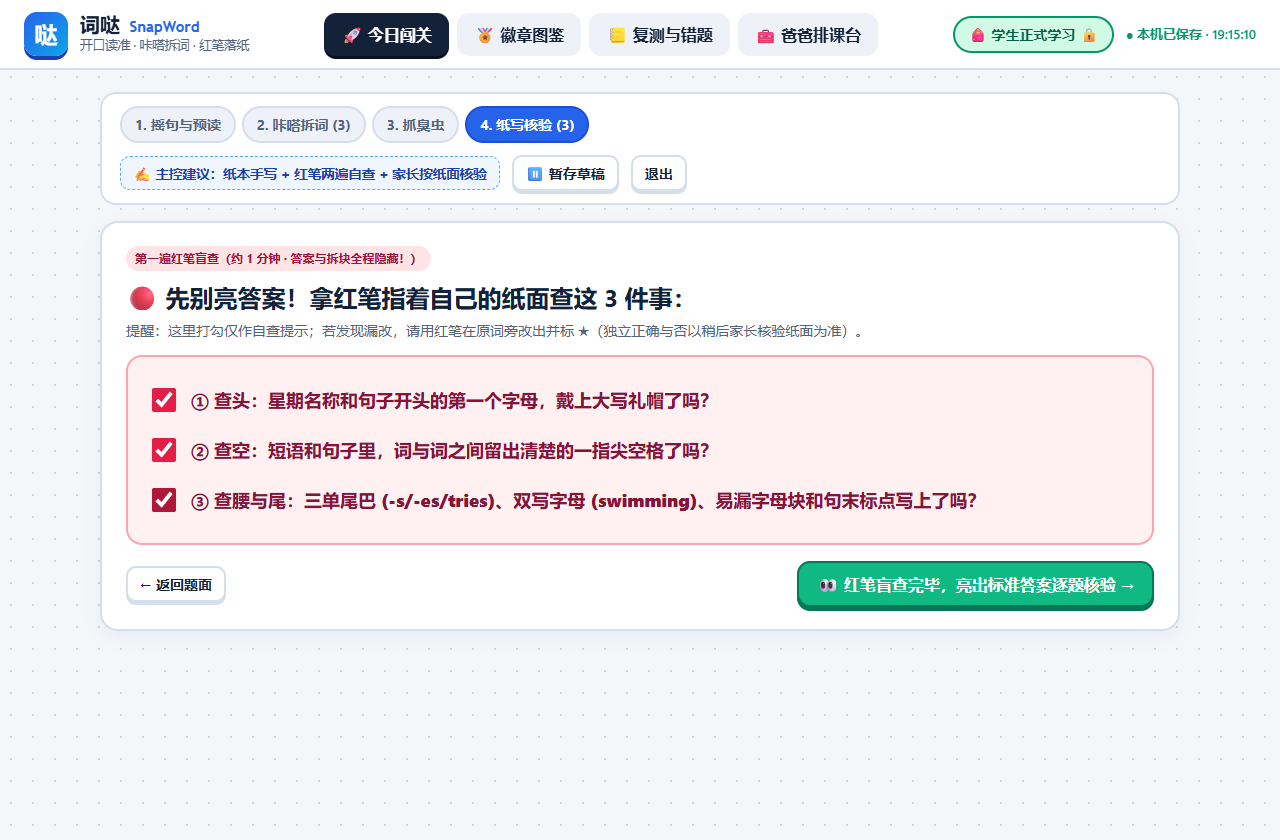 哒
词哒 SnapWord
开口读准 · 咔嗒拆词 · 红笔落纸
🚀 今日闯关
🏅 徽章图鉴
📒 复测与错题
🧰 爸爸排课台
🎒 学生正式学习 🔒
● 本机已保存 · 19:15:10
1. 摇句与预读
2. 咔嗒拆词 (3)
3. 抓臭虫
4. 纸写核验 (3)
✍️ 主控建议：纸本手写 + 红笔两遍自查 + 家长按纸面核验
⏸️ 暂存草稿
退出
第一遍红笔盲查（约 1 分钟 · 答案与拆块全程隐藏！）
🔴 先别亮答案！拿红笔指着自己的纸面查这 3 件事：
提醒：这里打勾仅作自查提示；若发现漏改，请用红笔在原词旁改出并标 ★（独立正确与否以稍后家长核验纸面为准）。
① 查头：星期名称和句子开头的第一个字母，戴上大写礼帽了吗？
② 查空：短语和句子里，词与词之间留出清楚的一指尖空格了吗？
③ 查腰与尾：三单尾巴 (-s/-es/tries)、双写字母 (swimming)、易漏字母块和句末标点写上了吗？
← 返回题面
👀 红笔盲查完毕，亮出标准答案逐题核验 →